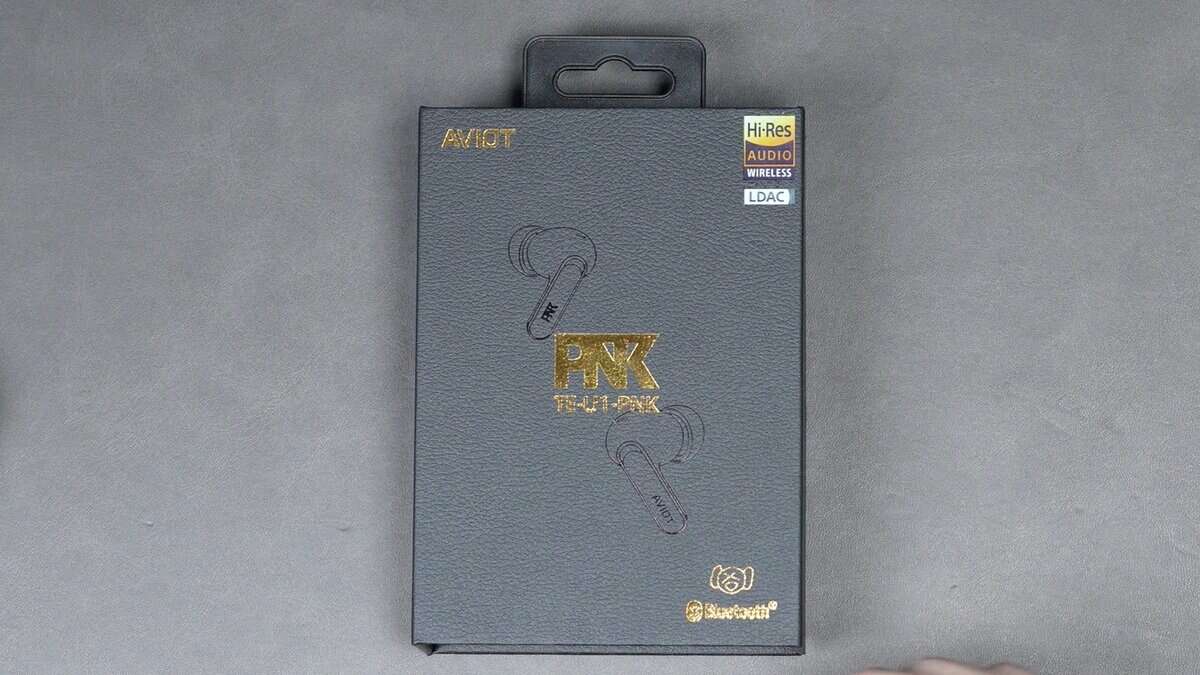 AVIOT
Hi-Res
AUDIO
WIRELESS
LDAC
PNK
PNK
TE-U1-PNK
AVIOT
Bluetooth®